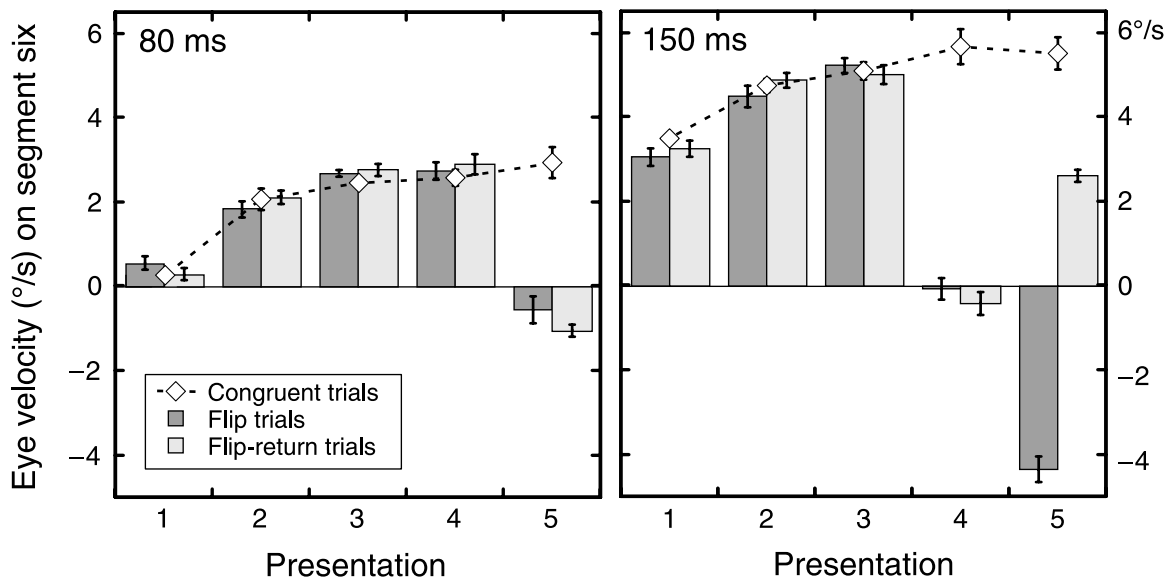 Eye velocity (°/s) on segment six
6
4
2
0
−2
−4
80 ms
Congruent trials
Flip trials
Flip-return trials
1 2 3 4 5
Presentation
150 ms
6°/s
4
2
0
−2
−4
1 2 3 4 5
Presentation